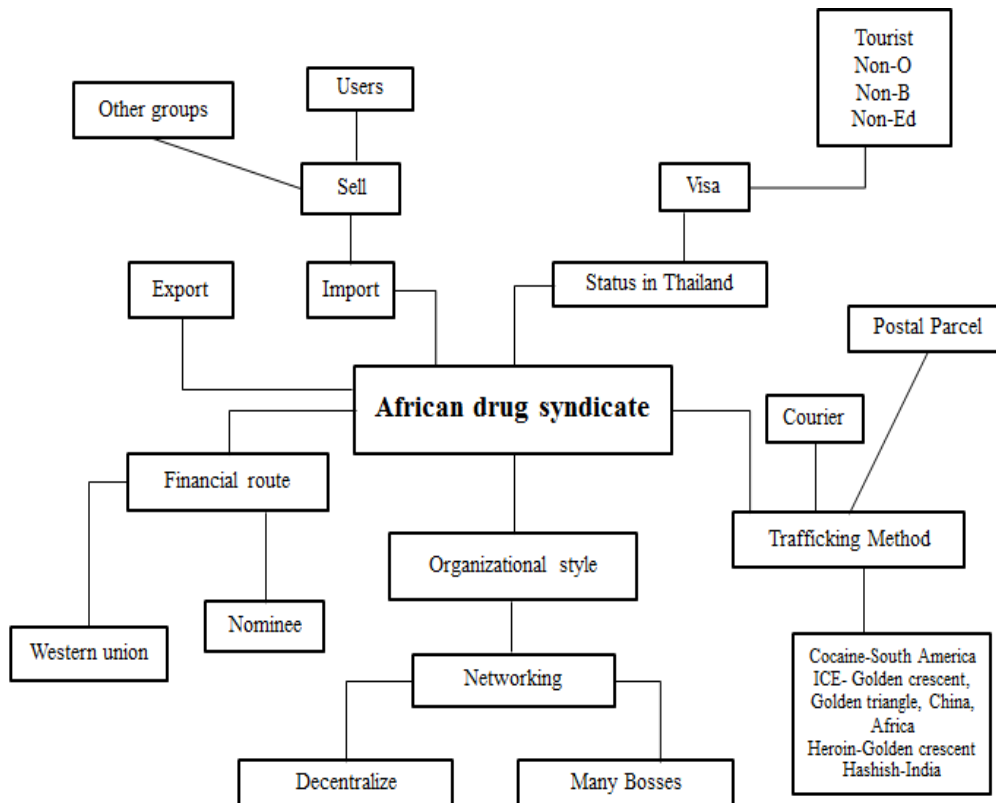 Tourist
Non-O
Non-B
Non-Ed
Users
Other groups
Sell
Visa
Export
Import
Status in Thailand
Postal Parcel
African drug syndicate
Courier
Financial route
Trafficking Method
Organizational style
Nominee
Western union
Networking
Cocaine-South America
ICE- Golden crescent,
Golden triangle, China,
Africa
Heroin-Golden crescent
Hashish-India
Decentralize
Many Bosses